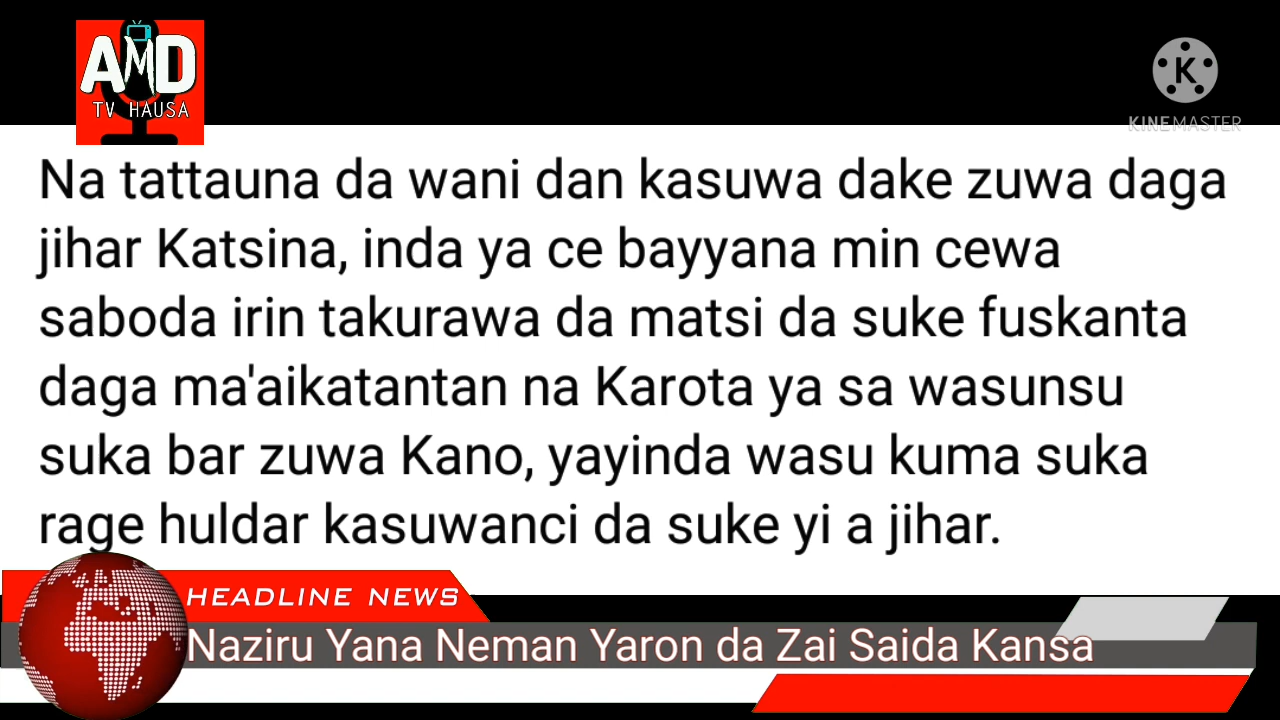 AMD
TV HAUSA
K
KINEMASTER
Na tattauna da wani dan kasuwa dake zuwa daga
jihar Katsina, inda ya ce bayyana min cewa
saboda irin takurawa da matsi da suke fuskanta
daga ma'aikatantan na Karota ya sa wasunsu
suka bar zuwa Kano, yayinda wasu kuma suka
rage huldar kasuwanci da suke yi a jihar.
HEADLINE NEWS
Naziru Yana Neman Yaron da Zai Saida Kansa